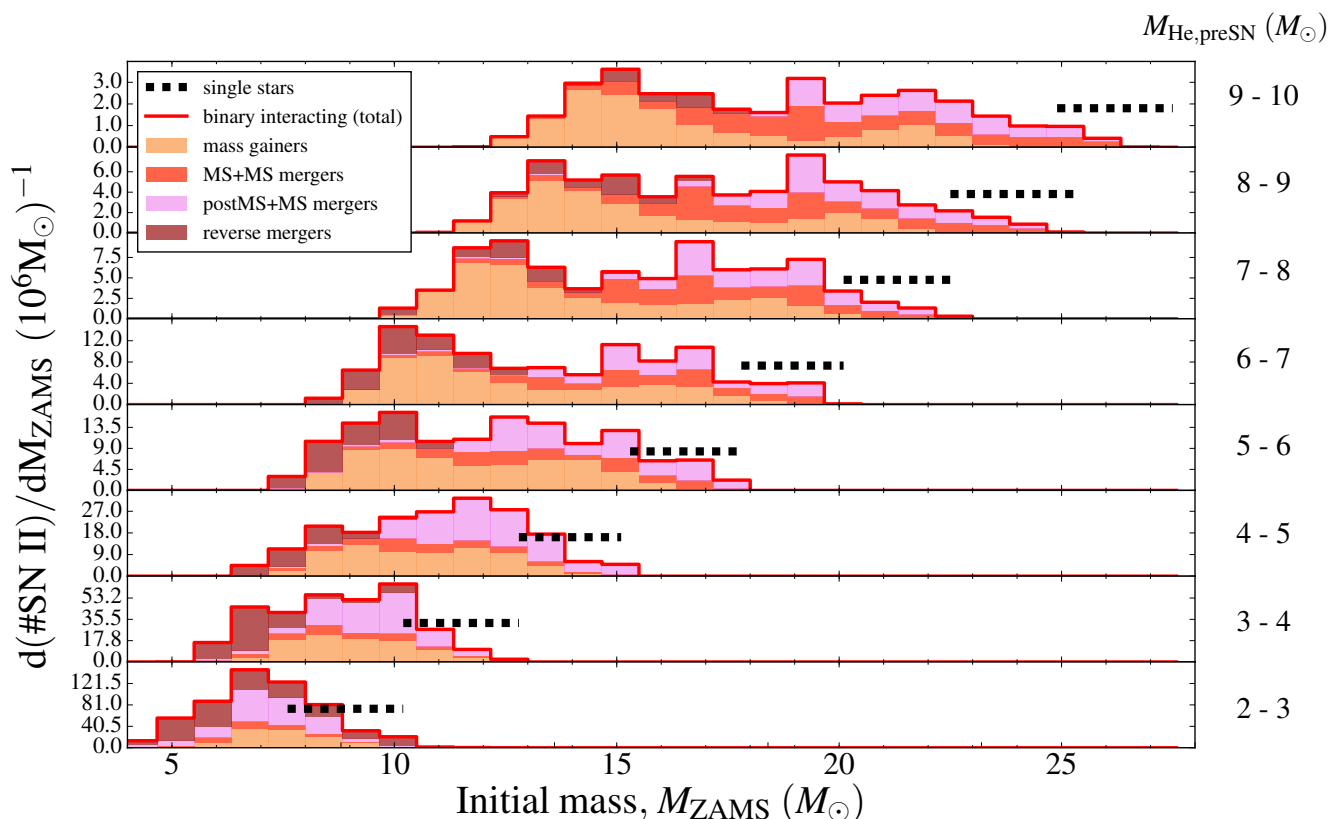 M_He,preSN (M_⊙)
single stars
binary interacting (total)
mass gainers
MS+MS mergers
postMS+MS mergers
reverse mergers
3.0
2.0
1.0
0.0
9 - 10
6.0
4.0
2.0
0.0
8 - 9
7.5
5.0
2.5
0.0
7 - 8
12.0
8.0
4.0
0.0
6 - 7
13.5
9.0
4.5
0.0
5 - 6
27.0
18.0
9.0
0.0
4 - 5
53.2
35.5
17.8
0.0
3 - 4
121.5
81.0
40.5
0.0
2 - 3
d(#SN II)/dM_ZAMS (10^6 M_⊙)^−1
5 10 15 20 25
Initial mass, M_ZAMS (M_⊙)